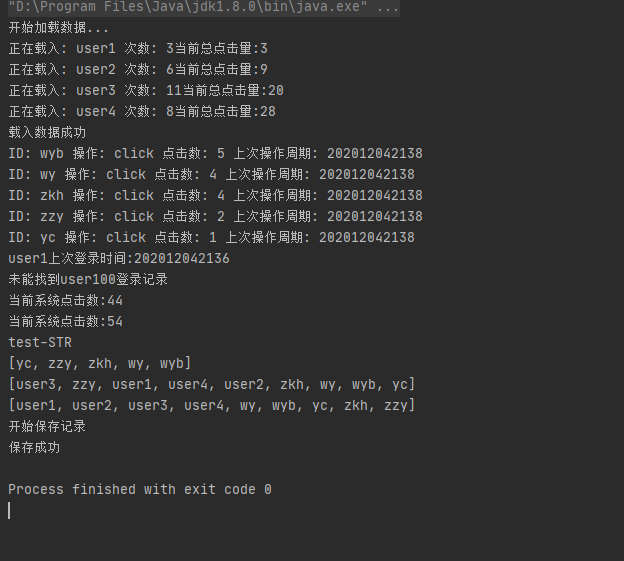 "D:\Program Files\Java\jdk1.8.0\bin\java.exe" ...
开始加载数据...
正在载入: user1 次数: 3当前总点击量:3
正在载入: user2 次数: 6当前总点击量:9
正在载入: user3 次数: 11当前总点击量:20
正在载入: user4 次数: 8当前总点击量:28
载入数据成功
ID: wyb 操作: click 点击数: 5 上次操作周期: 202012042138
ID: wy 操作: click 点击数: 4 上次操作周期: 202012042138
ID: zkh 操作: click 点击数: 4 上次操作周期: 202012042138
ID: zzy 操作: click 点击数: 2 上次操作周期: 202012042138
ID: yc 操作: click 点击数: 1 上次操作周期: 202012042138
user1上次登录时间:202012042136
未能找到user100登录记录
当前系统点击数:44
当前系统点击数:54
test-STR
[yc, zzy, zkh, wy, wyb]
[user3, zzy, user1, user4, user2, zkh, wy, wyb, yc]
[user1, user2, user3, user4, wy, wyb, yc, zkh, zzy]
开始保存记录
保存成功
Process finished with exit code 0